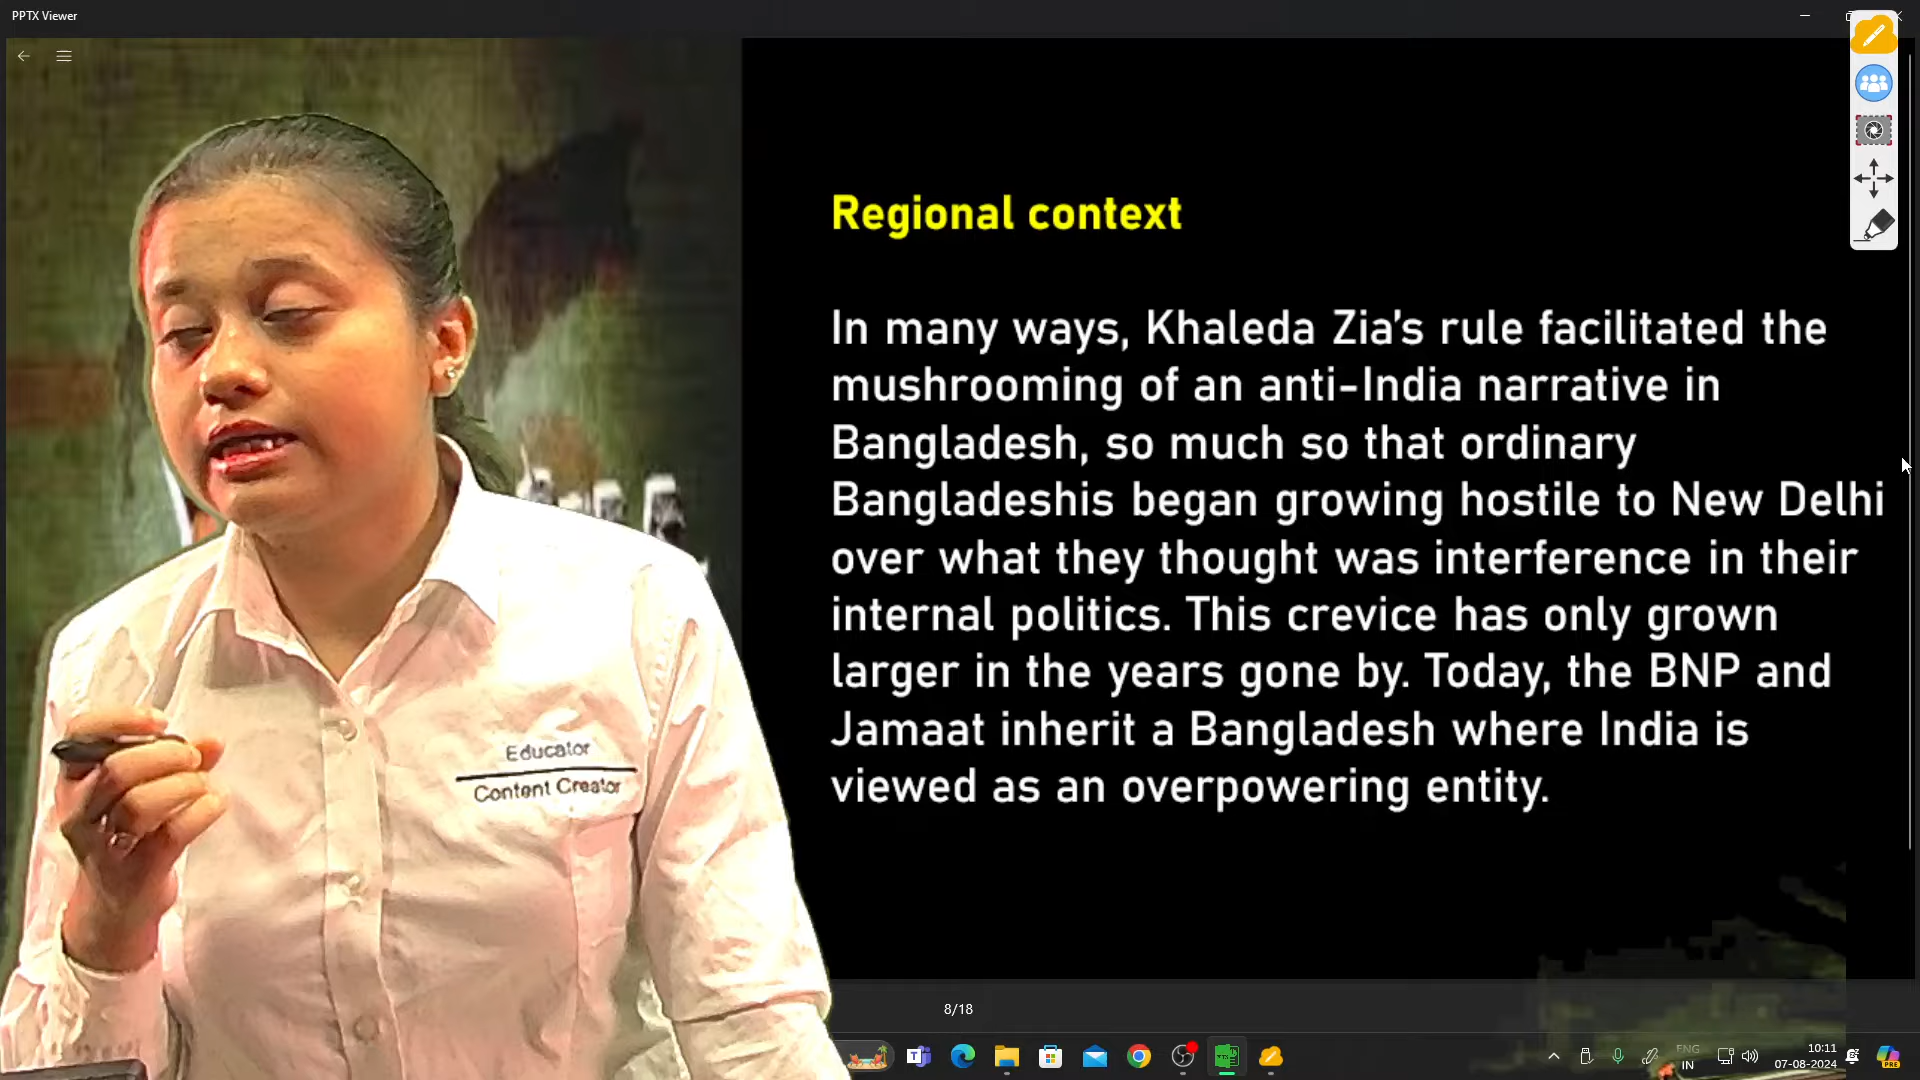 PPTX Viewer
Regional context
In many ways, Khaleda Zia's rule facilitated the
mushrooming of an anti-India narrative in
Bangladesh, so much so that ordinary
Bangladeshis began growing hostile to New Delhi
over what they thought was interference in their
internal politics. This crevice has only grown
larger in the years gone by. Today, the BNP and
Jamaat inherit a Bangladesh where India is
viewed as an overpowering entity.
Educator
Content Creator
8/18
ENG
IN
10:11
07-08-2024
PRE